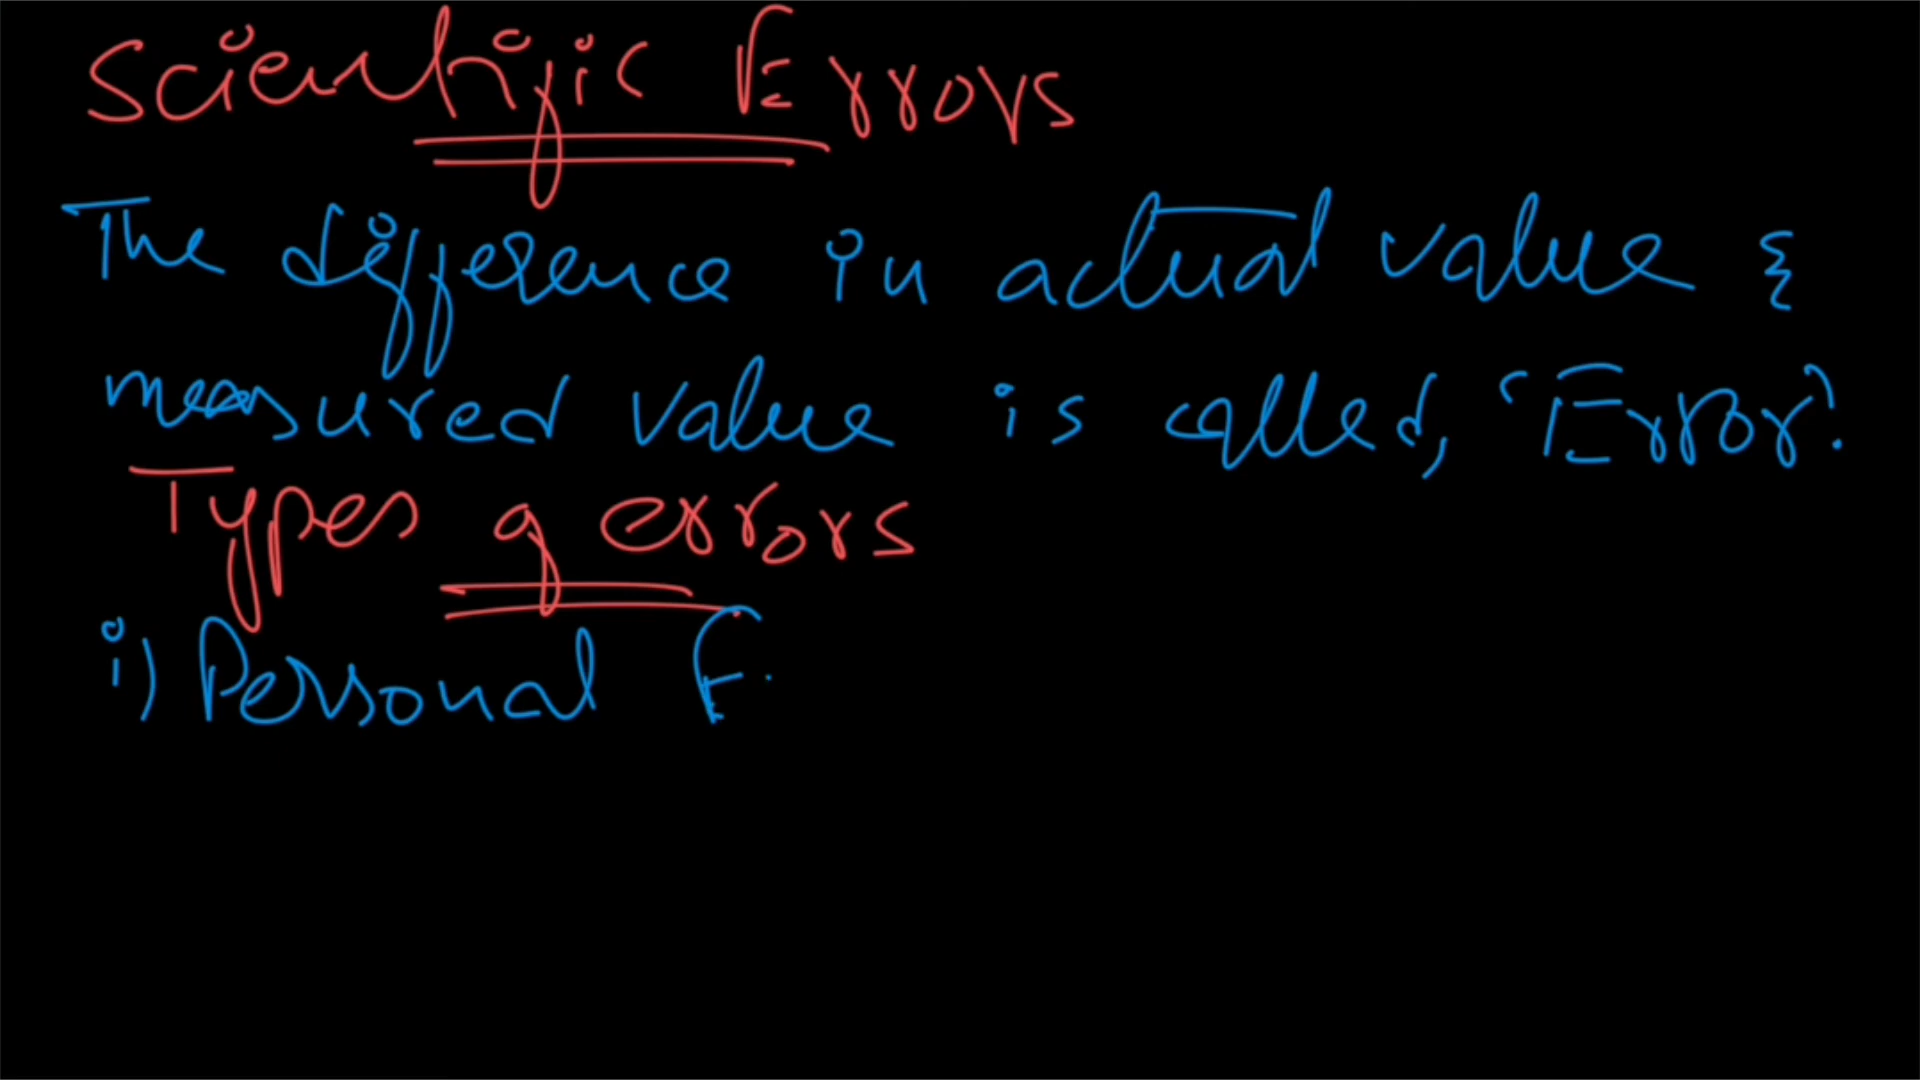 Scientific Errors
The difference in actual value &
measured value is called, 'Error'.
Types of errors
i) Personal E.